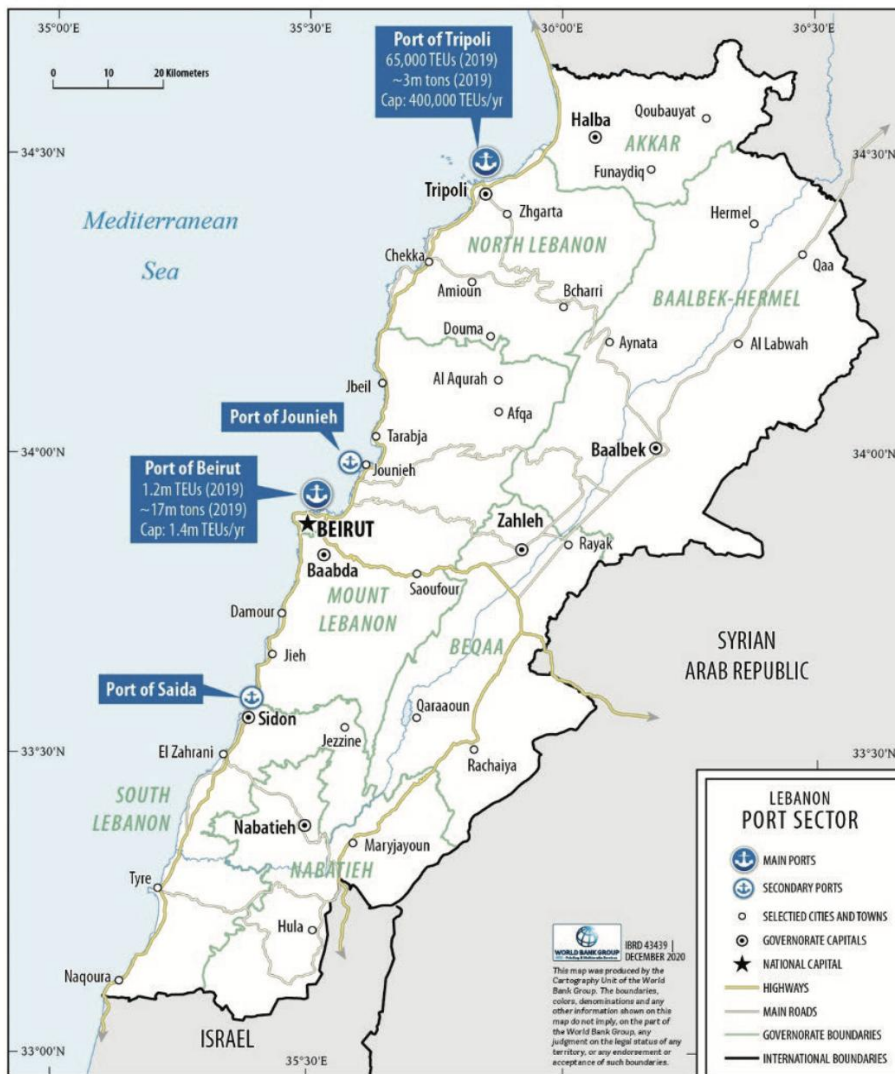 35°00'E
35°30'E
36°00'E
36°30'E
0 10 20 Kilometers
Port of Tripoli
65,000 TEUs (2019)
~3m tons (2019)
Cap: 400,000 TEUs/yr
Qoubauyat
Halba
AKKAR
34°30'N
34°30'N
Funaydiq
Tripoli
Zhgarta
Hermel
Mediterranean
Sea
NORTH LEBANON
Chekka
Qaa
Amioun
Bcharri
BAALBEK-HERMEL
Douma
Aynata
Al Labwah
Jbeil
Al Aqurah
Afqa
Port of Jounieh
Tarabja
Baalbek
34°00'N
34°00'N
Jounieh
Port of Beirut
1.2m TEUs (2019)
~17m tons (2019)
Cap: 1.4m TEUs/yr
BEIRUT
Zahleh
Rayak
Baabda
Saoufour
MOUNT
LEBANON
Damour
BEQAA
SYRIAN
ARAB REPUBLIC
Jieh
Port of Saida
Sidon
Qaraaoun
Jezzine
El Zahrani
33°30'N
33°30'N
Rachaiya
SOUTH
LEBANON
Nabatieh
Maryjayoun
NABATIEH
Tyre
Hula
Naqoura
ISRAEL
33°00'N
35°30'E
LEBANON
PORT SECTOR
MAIN PORTS
SECONDARY PORTS
SELECTED CITIES AND TOWNS
GOVERNORATE CAPITALS
NATIONAL CAPITAL
HIGHWAYS
MAIN ROADS
GOVERNORATE BOUNDARIES
INTERNATIONAL BOUNDARIES
WORLD BANK GROUP
IBRD 43439 |
DECEMBER 2020
This map was produced by the
Cartography Unit of the World
Bank Group. The boundaries,
colors, denominations and any
other information shown on this
map do not imply, on the part of
the World Bank Group, any
judgment on the legal status of any
territory, or any endorsement or
acceptance of such boundaries.